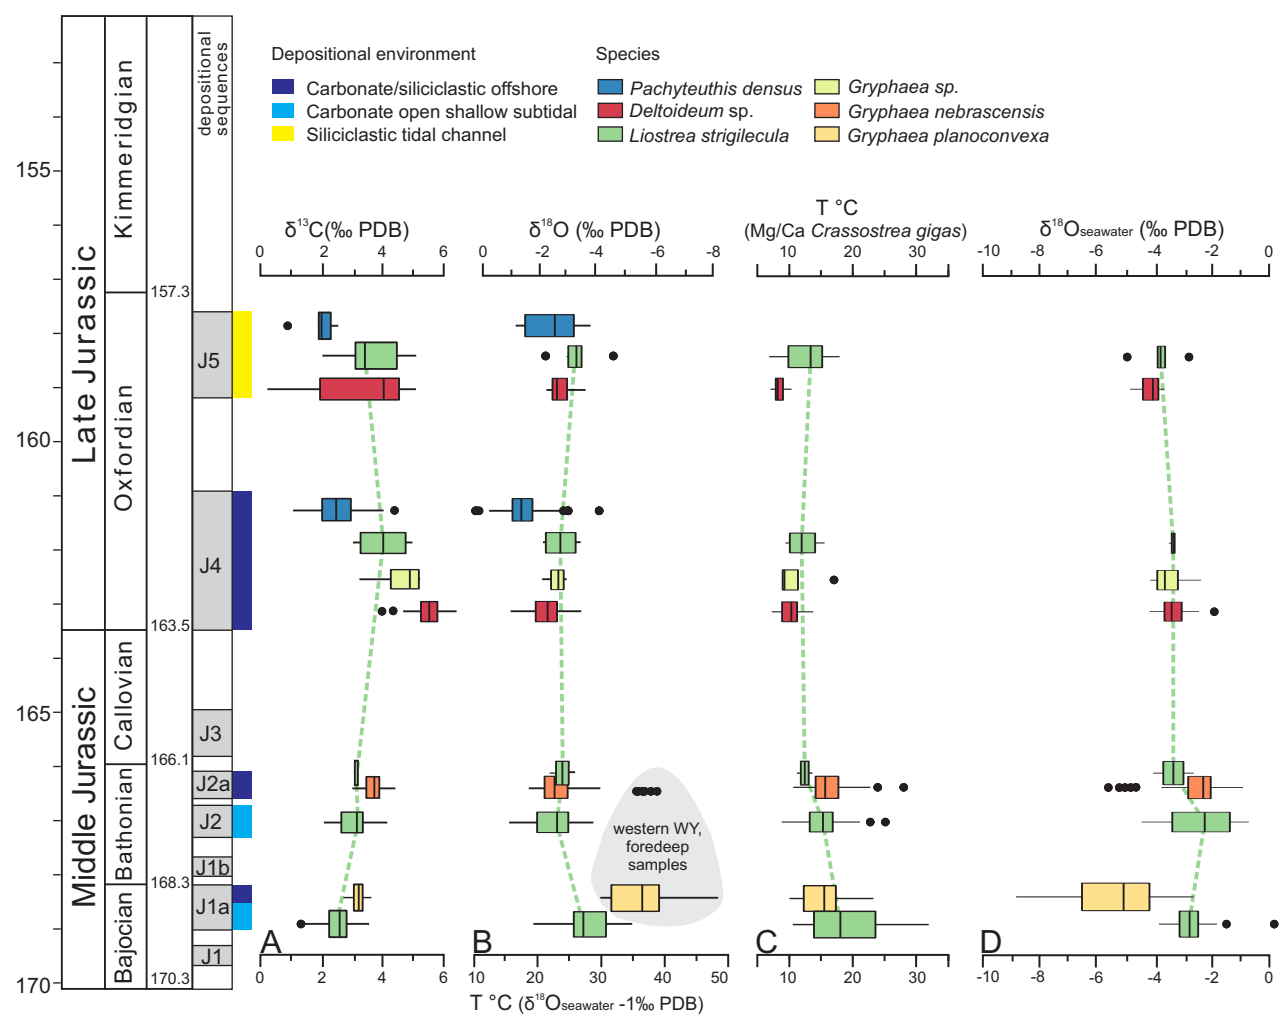 Depositional environment
Carbonate/siliciclastic offshore
Carbonate open shallow subtidal
Siliciclastic tidal channel
Species
Pachyteuthis densus
Deltoideum sp.
Liostrea strigilecula
Gryphaea sp.
Gryphaea nebrascensis
Gryphaea planoconvexa
depositional
sequences
155
160
165
170
Late Jurassic
Middle Jurassic
Kimmeridgian
Oxfordian
Callovian
Bathonian
Bajocian
157.3
163.5
166.1
168.3
170.3
J5
J4
J3
J2a
J2
J1b
J1a
J1
δ13C(‰ PDB)
0 2 4 6
δ18O (‰ PDB)
0 -2 -4 -6 -8
T °C
(Mg/Ca Crassostrea gigas)
10 20 30
δ18Oseawater (‰ PDB)
-10 -8 -6 -4 -2 0
western WY,
foredeep
samples
A
B
C
D
0 2 4 6
10 20 30 40 50
T °C (δ18Oseawater -1‰ PDB)
10 20 30
-10 -8 -6 -4 -2 0